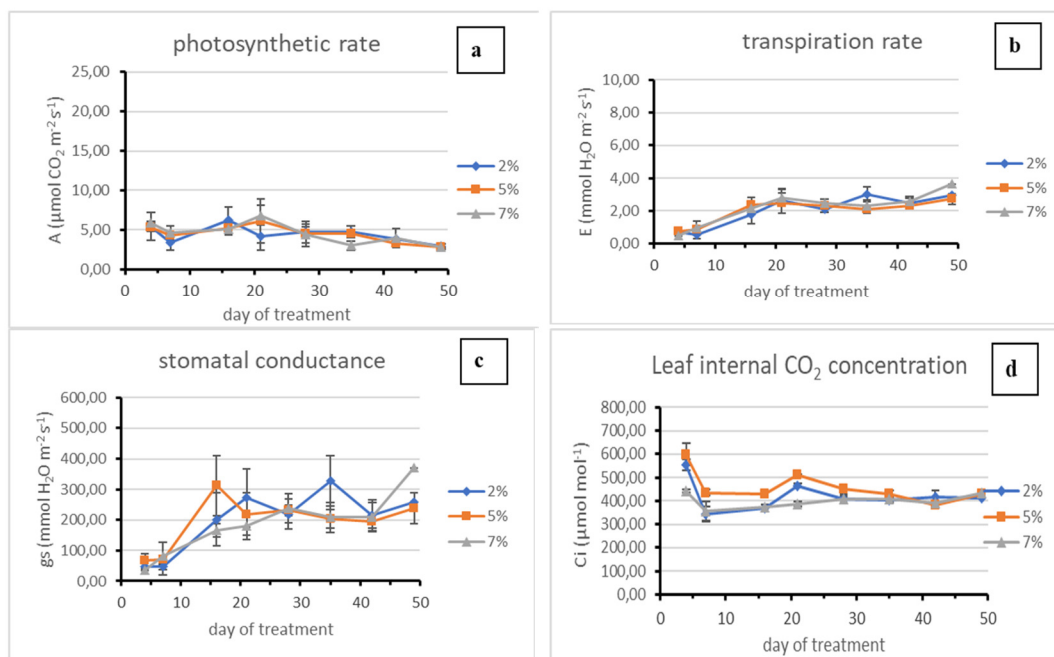 photosynthetic rate
a
A (µmol CO₂ m⁻² s⁻¹)
25,00
20,00
15,00
10,00
5,00
0,00
0 10 20 30 40 50
day of treatment
2%
5%
7%
transpiration rate
b
E (mmol H₂O m⁻² s⁻¹)
10,00
8,00
6,00
4,00
2,00
0,00
0 10 20 30 40 50
day of treatment
2%
5%
7%
stomatal conductance
c
gs (mmol H₂O m⁻² s⁻¹)
600,00
500,00
400,00
300,00
200,00
100,00
0,00
0 10 20 30 40 50
day of treatment
2%
5%
7%
Leaf internal CO₂ concentration
d
Ci (µmol mol⁻¹)
800,00
700,00
600,00
500,00
400,00
300,00
200,00
100,00
0,00
0 10 20 30 40 50
day of treatment
2%
5%
7%